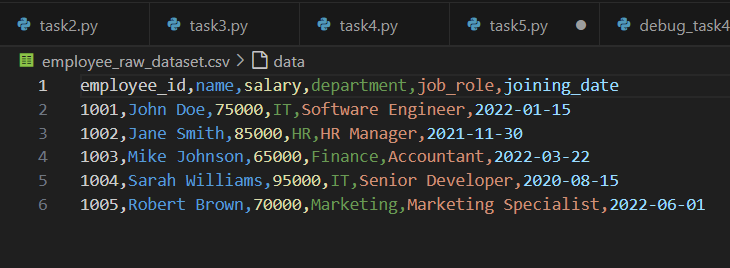 task2.py task3.py task4.py task5.py debug_task4
employee_raw_dataset.csv > data
1 employee_id,name,salary,department,job_role,joining_date
2 1001,John Doe,75000,IT,Software Engineer,2022-01-15
3 1002,Jane Smith,85000,HR,HR Manager,2021-11-30
4 1003,Mike Johnson,65000,Finance,Accountant,2022-03-22
5 1004,Sarah Williams,95000,IT,Senior Developer,2020-08-15
6 1005,Robert Brown,70000,Marketing,Marketing Specialist,2022-06-01